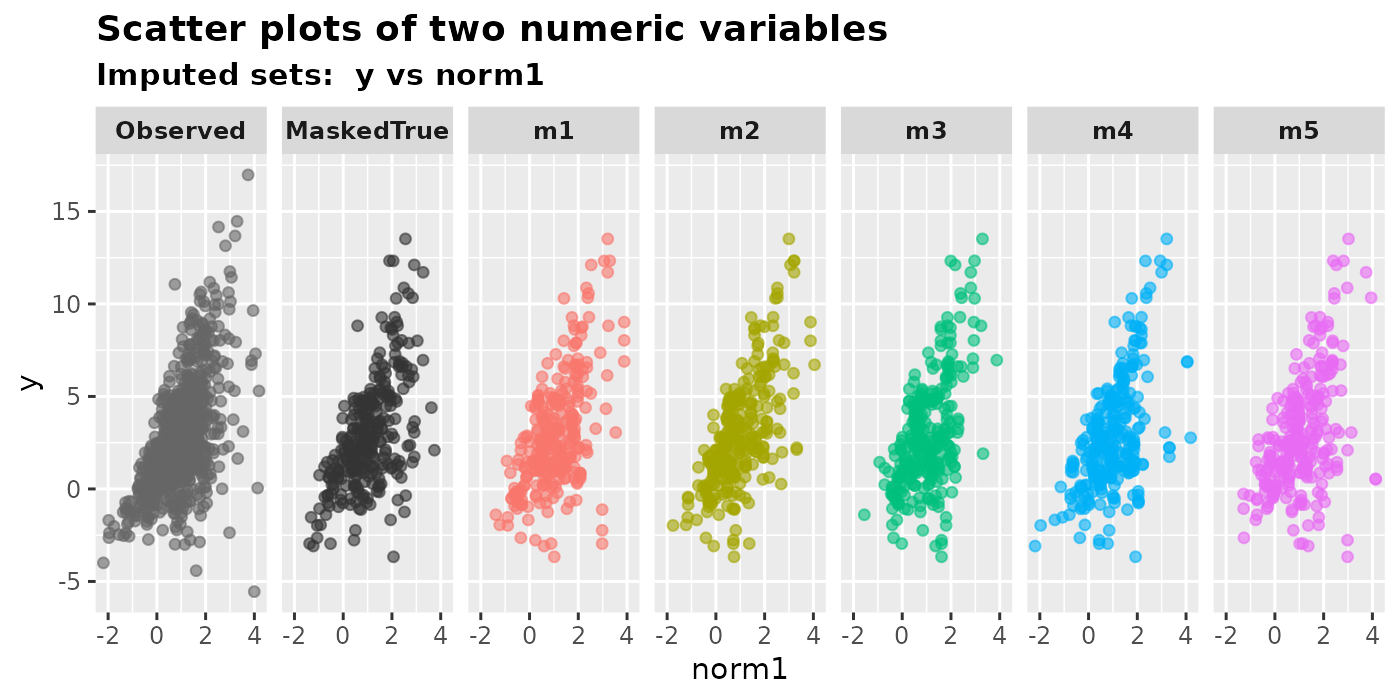 Scatter plots of two numeric variables
Imputed sets:  y vs norm1
Observed MaskedTrue m1 m2 m3 m4 m5
15
10
5
0
-5
y
-2 0 2 4 -2 0 2 4 -2 0 2 4 -2 0 2 4 -2 0 2 4 -2 0 2 4 -2 0 2 4
norm1